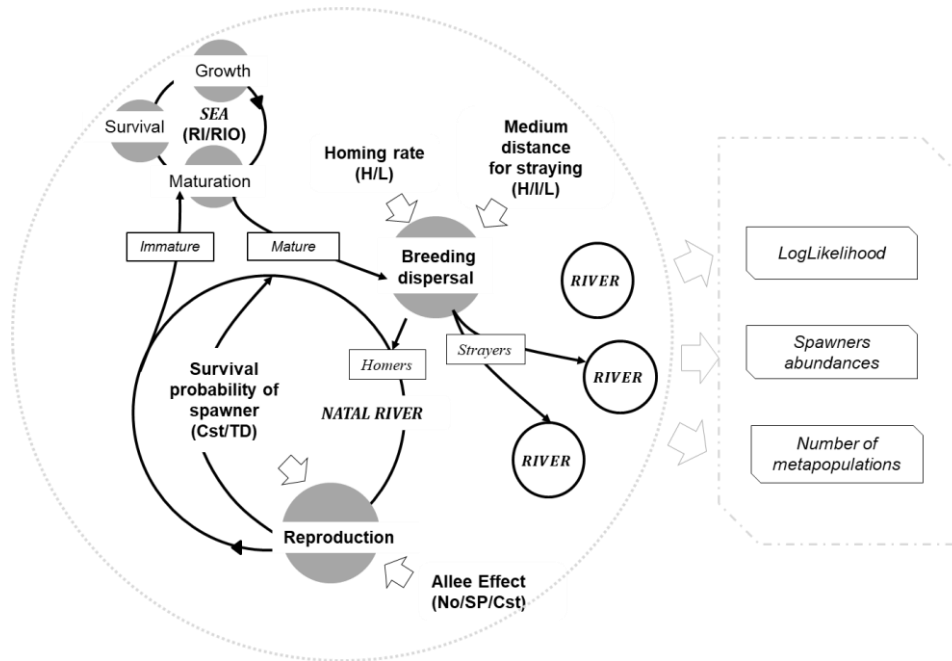 Growth
SEA
(RI/RIO)
Survival
Maturation
Immature
Mature
Homing rate
(H/L)
Medium
distance
for straying
(H/I/L)
Breeding
dispersal
Homers
Strayers
RIVER
RIVER
RIVER
NATAL RIVER
Survival
probability of
spawner
(Cst/TD)
Reproduction
Allee Effect
(No/SP/Cst)
LogLikelihood
Spawners
abundances
Number of
metapopulations